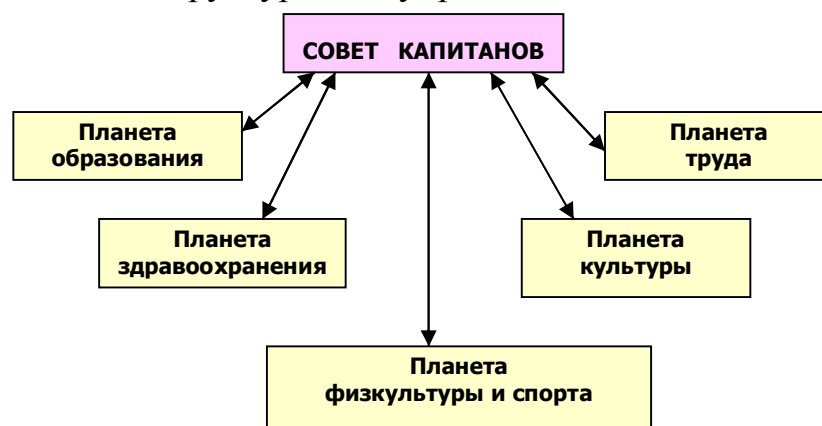 СОВЕТ КАПИТАНОВ
Планета
образования
Планета
труда
Планета
здравоохранения
Планета
культуры
Планета
физкультуры и спорта